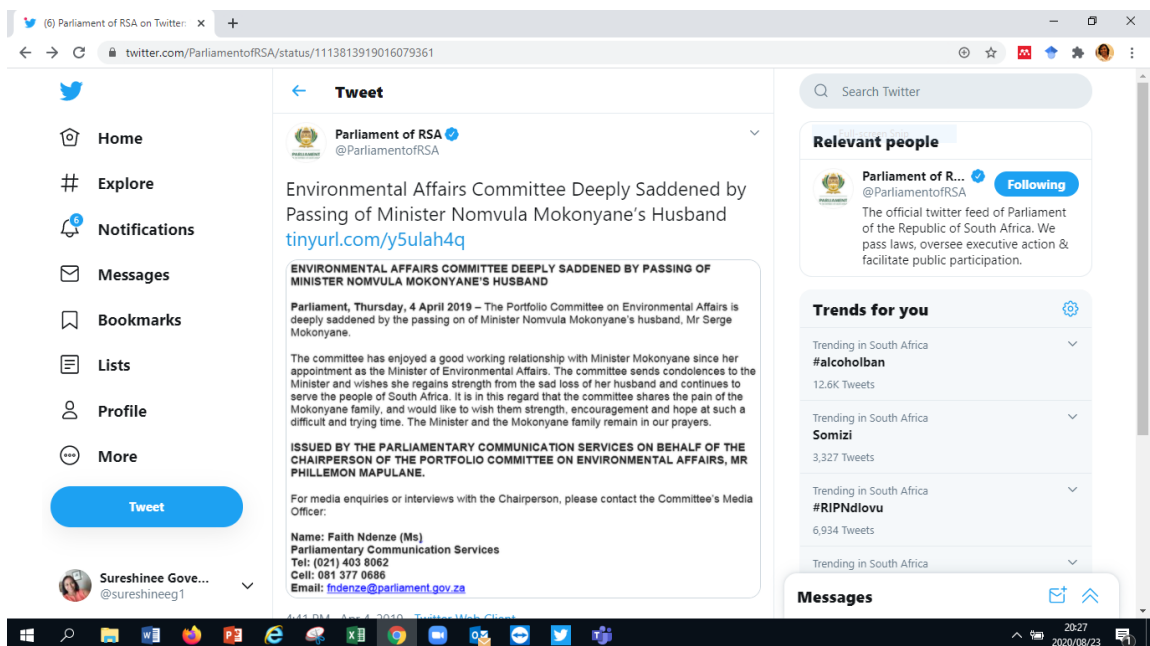 (6) Parliament of RSA on Twitter:
twitter.com/ParliamentofRSA/status/1113813919016079361
Home
Explore
6
Notifications
Messages
Bookmarks
Lists
Profile
More
Tweet
Sureshinee Gove...
@sureshineeg1
Tweet
Parliament of RSA
@ParliamentofRSA
Environmental Affairs Committee Deeply Saddened by
Passing of Minister Nomvula Mokonyane's Husband
tinyurl.com/y5ulah4q
ENVIRONMENTAL AFFAIRS COMMITTEE DEEPLY SADDENED BY PASSING OF
MINISTER NOMVULA MOKONYANE'S HUSBAND
Parliament, Thursday, 4 April 2019 – The Portfolio Committee on Environmental Affairs is
deeply saddened by the passing on of Minister Nomvula Mokonyane's husband, Mr Serge
Mokonyane.
The committee has enjoyed a good working relationship with Minister Mokonyane since her
appointment as the Minister of Environmental Affairs. The committee sends condolences to the
Minister and wishes she regains strength from the sad loss of her husband and continues to
serve the people of South Africa. It is in this regard that the committee shares the pain of the
Mokonyane family, and would like to wish them strength, encouragement and hope at such a
difficult and trying time. The Minister and the Mokonyane family remain in our prayers.
ISSUED BY THE PARLIAMENTARY COMMUNICATION SERVICES ON BEHALF OF THE
CHAIRPERSON OF THE PORTFOLIO COMMITTEE ON ENVIRONMENTAL AFFAIRS, MR
PHILLEMON MAPULANE.
For media enquiries or interviews with the Chairperson, please contact the Committee's Media
Officer:
Name: Faith Ndenze (Ms)
Parliamentary Communication Services
Tel: (021) 403 8062
Cell: 081 377 0686
Email: fndenze@parliament.gov.za
4:41 PM · Apr 4, 2019 · Twitter Web Client
Search Twitter
Full-screen Snip
Relevant people
Parliament of R...
@ParliamentofRSA
Following
The official twitter feed of Parliament
of the Republic of South Africa. We
pass laws, oversee executive action &
facilitate public participation.
Trends for you
Trending in South Africa
#alcoholban
12.6K Tweets
Trending in South Africa
Somizi
3,327 Tweets
Trending in South Africa
#RIPNdlovu
6,934 Tweets
Trending in South Africa
Messages
20:27
2020/08/23